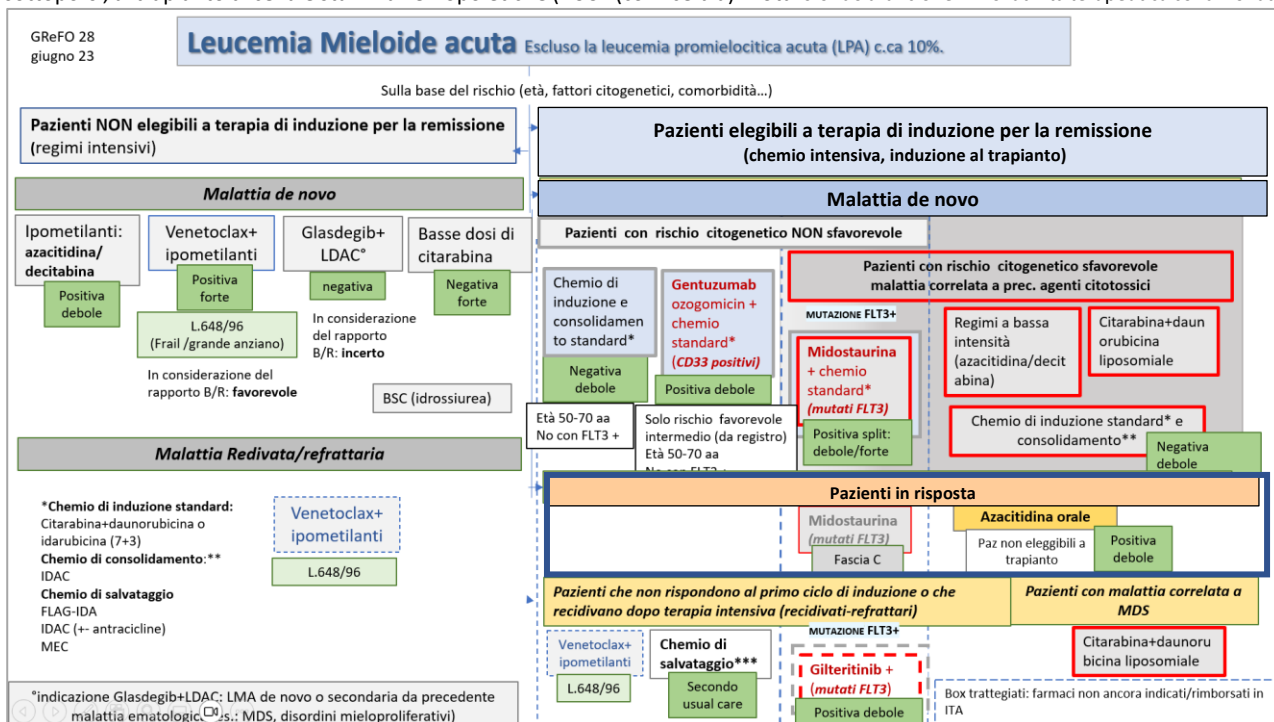 GReFO 28
giugno 23
Leucemia Mieloide acuta Escluso la leucemia promielocitica acuta (LPA) c.ca 10%.
Sulla base del rischio (età, fattori citogenetici, comorbidità…)
Pazienti NON elegibili a terapia di induzione per la remissione
(regimi intensivi)
Malattia de novo
Ipometilanti:
azacitidina/
decitabina
Positiva
debole
Venetoclax+
ipometilanti
Positiva
forte
L.648/96
(Frail /grande anziano)
In considerazione del
rapporto B/R: favorevole
Glasdegib+
LDAC°
negativa
In considerazione
del rapporto
B/R: incerto
Basse dosi di
citarabina
Negativa
forte
BSC (idrossiurea)
Malattia Redivata/refrattaria
*Chemio di induzione standard:
Citarabina+daunorubicina o
idarubicina (7+3)
Chemio di consolidamento:**
IDAC
Chemio di salvataggio
FLAG-IDA
IDAC (+- antracicline)
MEC
Venetoclax+
ipometilanti
L.648/96
°indicazione Glasdegib+LDAC: LMA de novo o secondaria da precedente
malattia ematologic es.: MDS, disordini mieloproliferativi)
Pazienti elegibili a terapia di induzione per la remissione
(chemio intensiva, induzione al trapianto)
Malattia de novo
Pazienti con rischio citogenetico NON sfavorevole
Chemio di
induzione e
consolidamen
to standard*
Negativa
debole
Età 50-70 aa
No con FLT3 +
Gentuzumab
ozogomicin +
chemio
standard*
(CD33 positivi)
Positiva debole
Solo rischio favorevole
intermedio (da registro)
Età 50-70 aa
Pazienti con rischio citogenetico sfavorevole
malattia correlata a prec. agenti citotossici
MUTAZIONE FLT3+
Midostaurina
+ chemio
standard*
(mutati FLT3)
Positiva split:
debole/forte
Regimi a bassa
intensità
(azacitidina/decit
abina)
Citarabina+daun
orubicina
liposomiale
Chemio di induzione standard* e
consolidamento**
Negativa
debole
Pazienti in risposta
Midostaurina
(mutati FLT3)
Fascia C
Azacitidina orale
Paz non eleggibili a
trapianto
Positiva
debole
Pazienti che non rispondono al primo ciclo di induzione o che
recidivano dopo terapia intensiva (recidivati-refrattari)
Pazienti con malattia correlata a
MDS
Venetoclax+
ipometilanti
L.648/96
Chemio di
salvataggio***
Secondo
usual care
MUTAZIONE FLT3+
Gilteritinib +
(mutati FLT3)
Positiva debole
Citarabina+daunoru
bicina liposomiale
Box trattegiati: farmaci non ancora indicati/rimborsati in
ITA